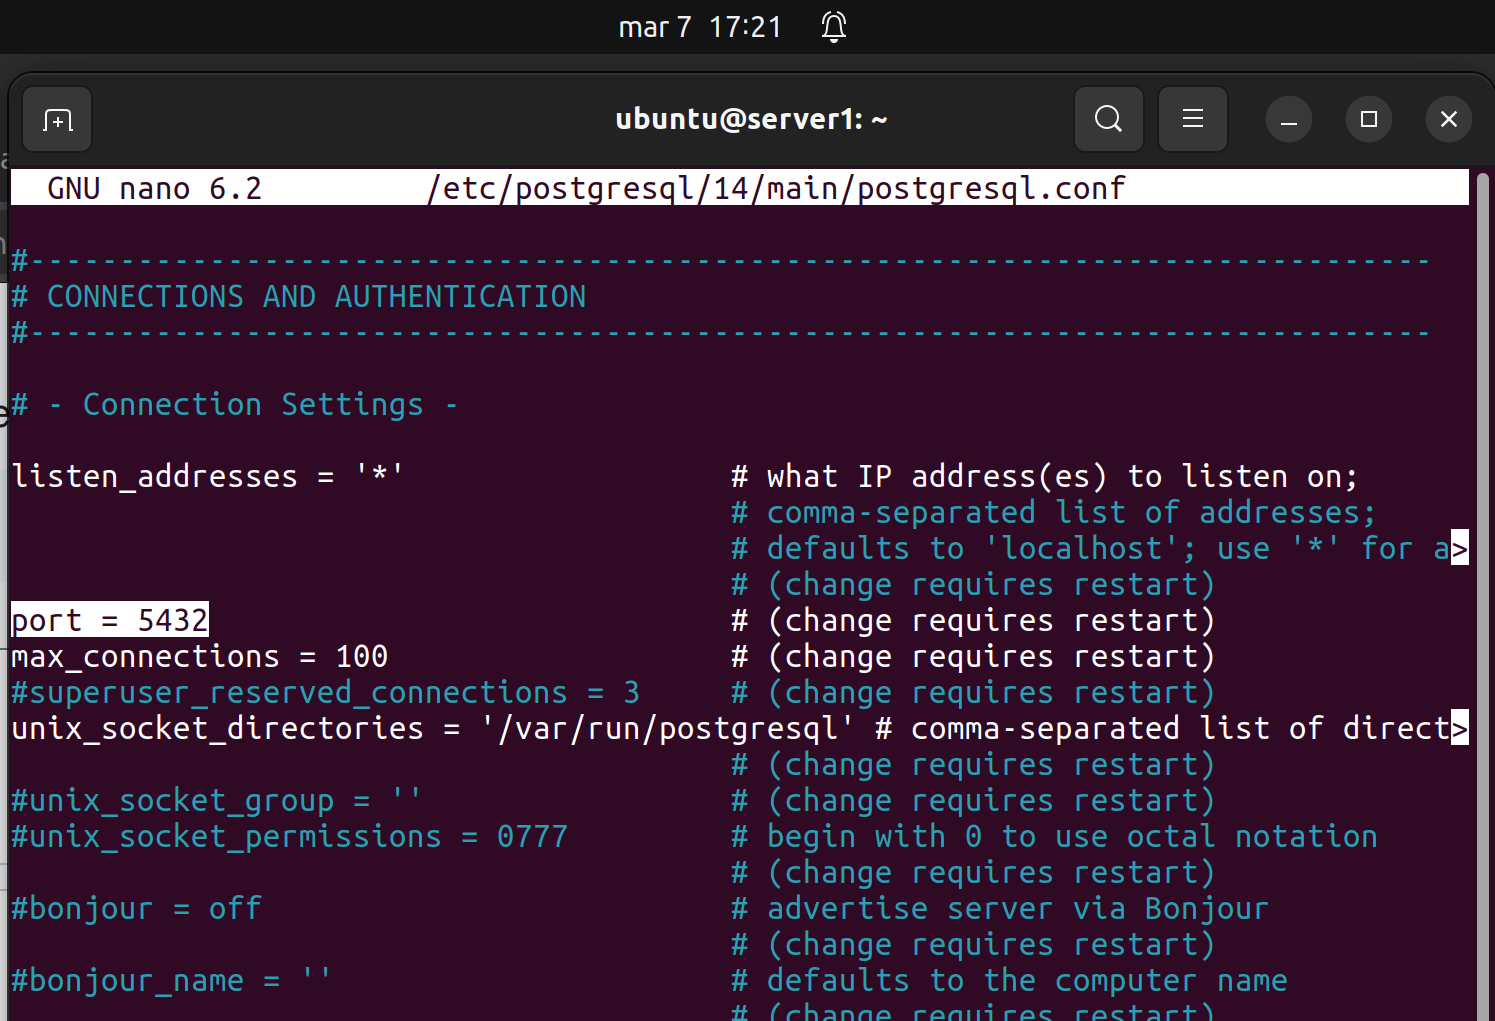 mar 7  17:21
ubuntu@server1: ~
GNU nano 6.2        /etc/postgresql/14/main/postgresql.conf
#------------------------------------------------------------------------------
# CONNECTIONS AND AUTHENTICATION
#------------------------------------------------------------------------------
# - Connection Settings -
listen_addresses = '*'                  # what IP address(es) to listen on;
                                        # comma-separated list of addresses;
                                        # defaults to 'localhost'; use '*' for a>
                                        # (change requires restart)
port = 5432                             # (change requires restart)
max_connections = 100                   # (change requires restart)
#superuser_reserved_connections = 3     # (change requires restart)
unix_socket_directories = '/var/run/postgresql' # comma-separated list of direct>
                                        # (change requires restart)
#unix_socket_group = ''                 # (change requires restart)
#unix_socket_permissions = 0777         # begin with 0 to use octal notation
                                        # (change requires restart)
#bonjour = off                          # advertise server via Bonjour
                                        # (change requires restart)
#bonjour_name = ''                      # defaults to the computer name
                                        # (change requires restart)